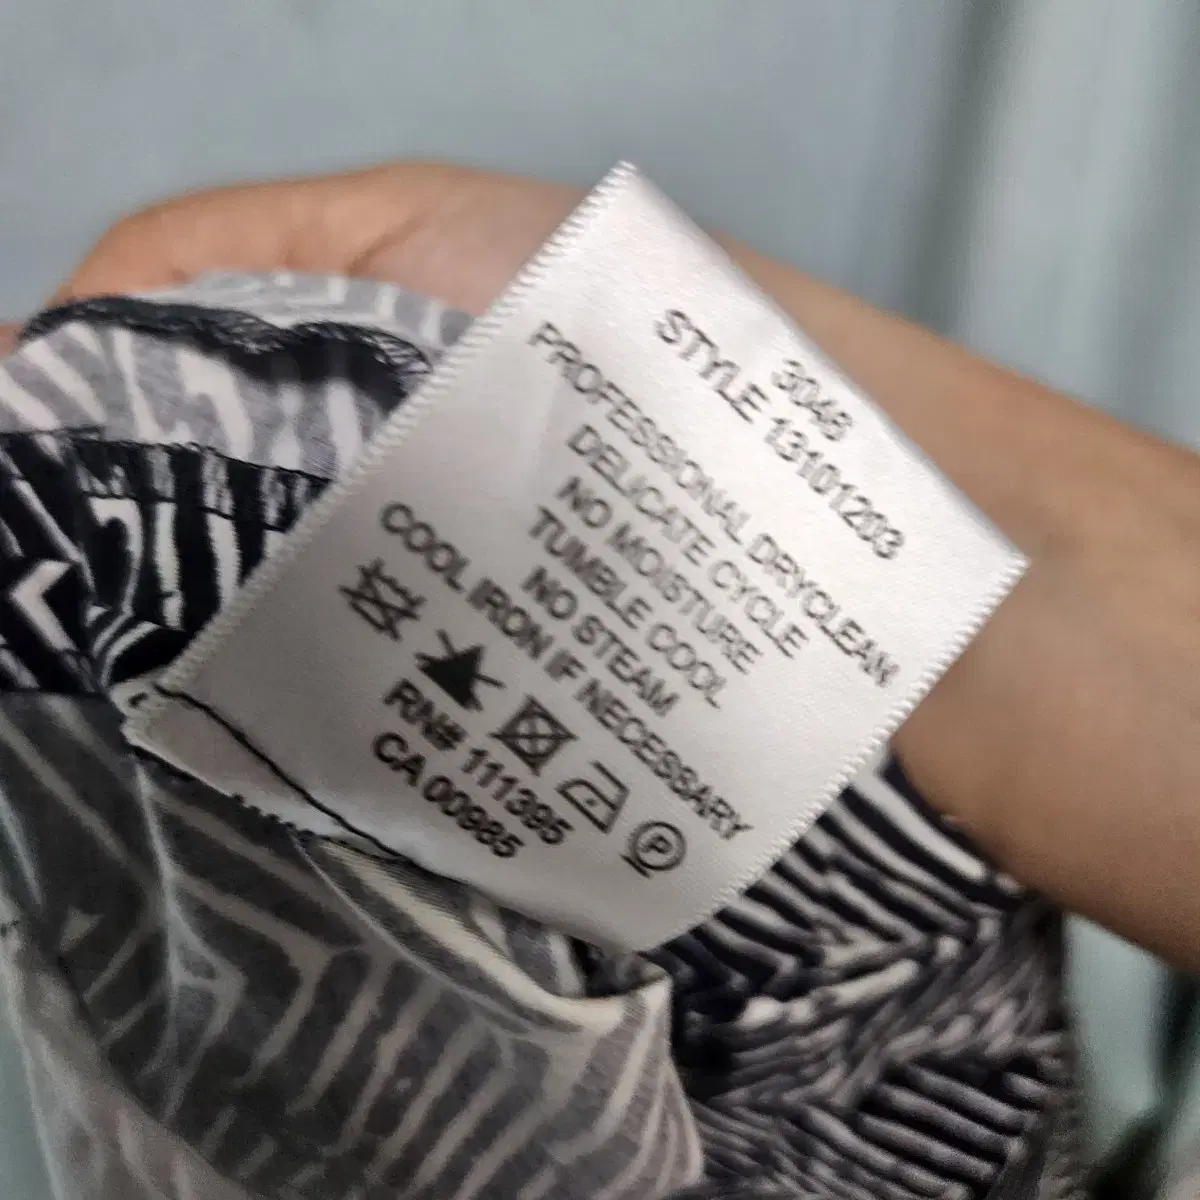 3048
STYLE 13101203
PROFESSIONAL DRYCLEAN
DELICATE CYCLE
NO MOISTURE
TUMBLE COOL
NO STEAM
COOL IRON IF NECESSARY
P
RN# 111395
CA 00985